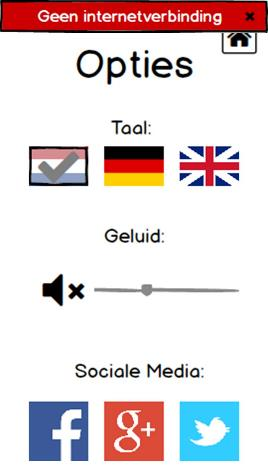 Geen internetverbinding ×
Opties
Taal:
Geluid:
Sociale Media:
f g+